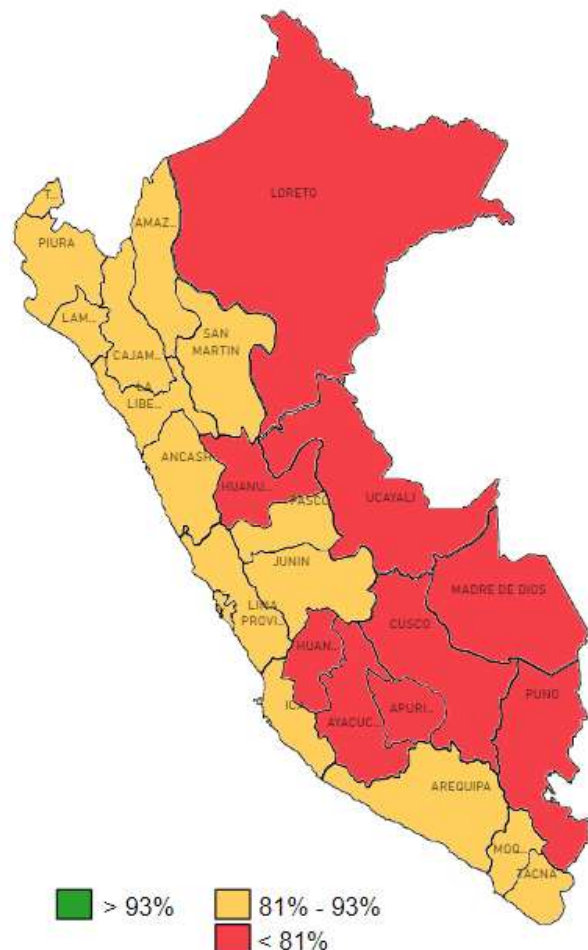 LORETO
T...
AMAZ...
PIURA
LAM...
SAN
MARTIN
CAJAM...
LA
LIBE...
ANCASH
HUANU...
PASCO
UCAYALI
JUNIN
MADRE DE DIOS
LIMA
PROVI...
CUSCO
HUAN...
PUNO
ICA
AYACUC...
APURI...
AREQUIPA
MOQ...
TACNA
> 93%
81% - 93%
< 81%